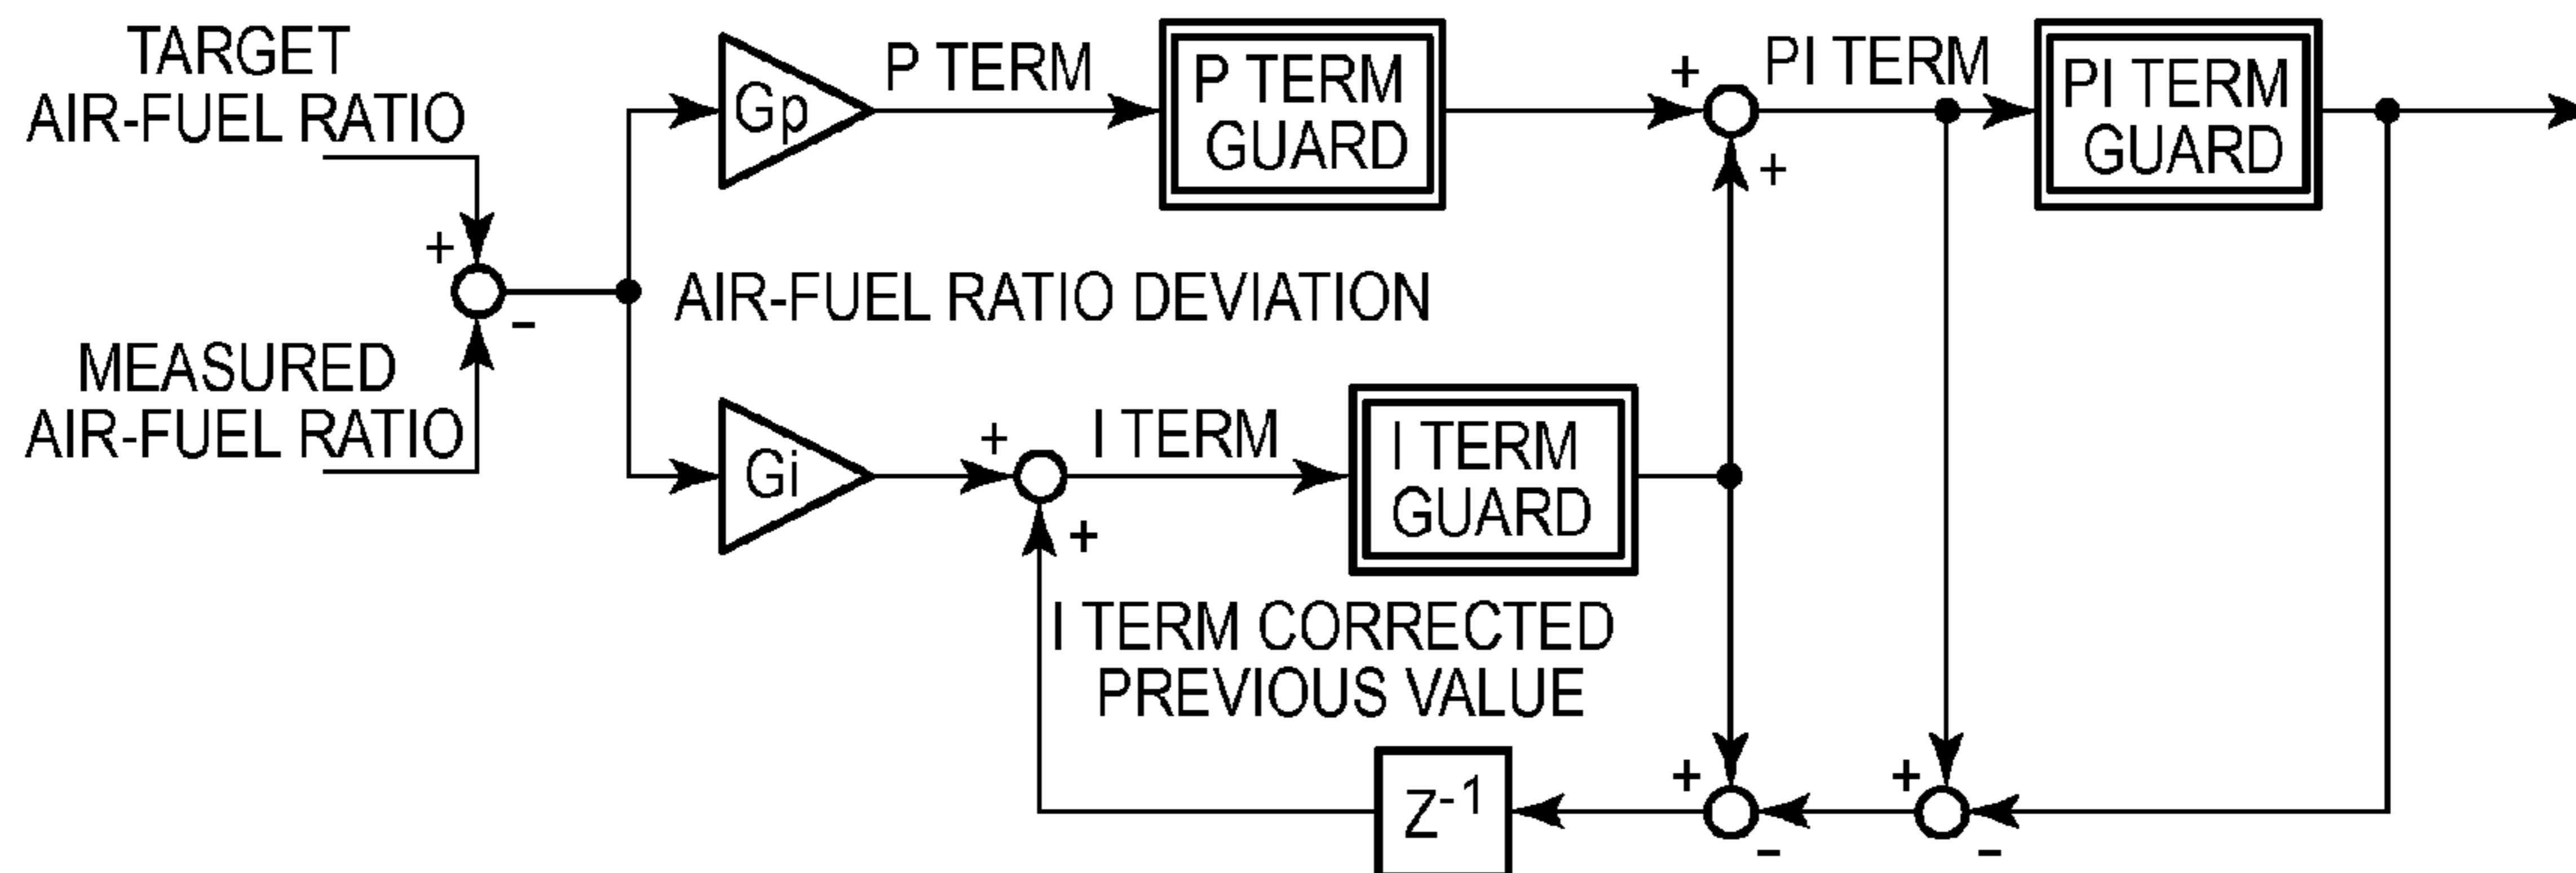 TARGET
AIR-FUEL RATIO
+
-
MEASURED
AIR-FUEL RATIO
AIR-FUEL RATIO DEVIATION
Gp
P TERM
P TERM
GUARD
+
+
PI TERM
PI TERM
GUARD
Gi
+
+
I TERM
I TERM
GUARD
I TERM CORRECTED
PREVIOUS VALUE
Z-1
+
-
+
-